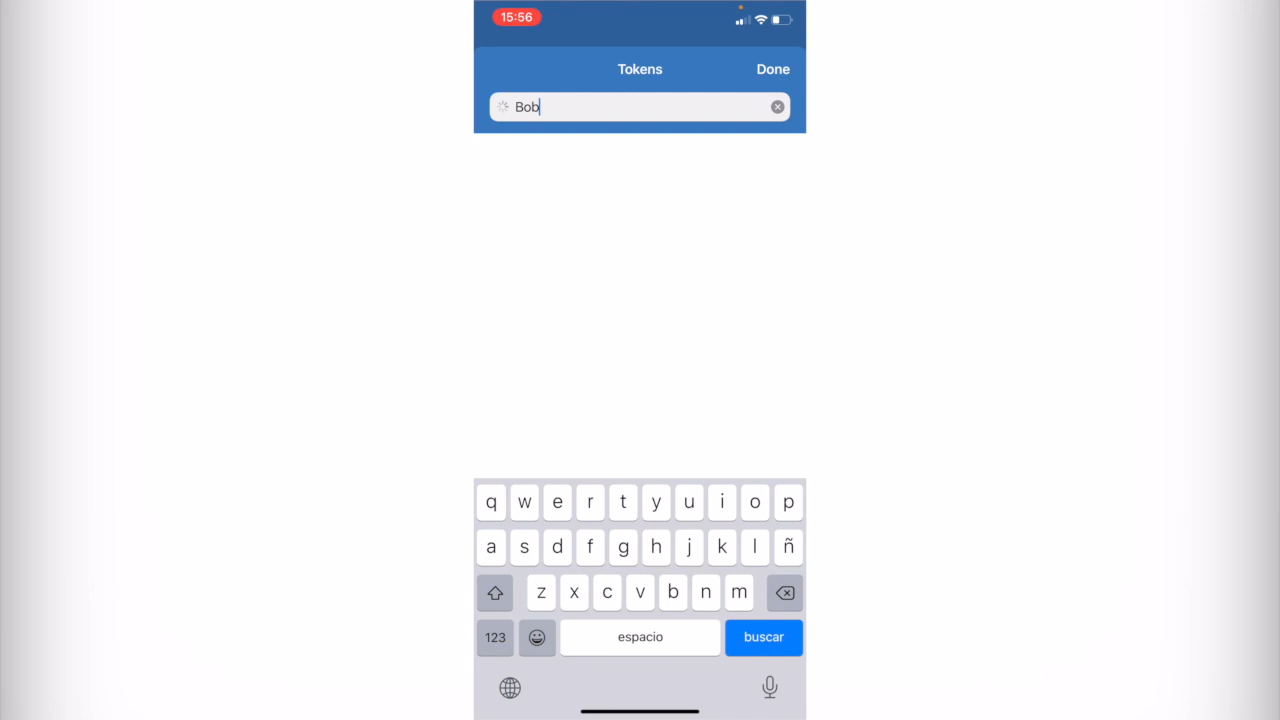 15:56
Tokens Done
Bob
q w e r t y u i o p
a s d f g h j k l ñ
z x c v b n m
123 espacio buscar